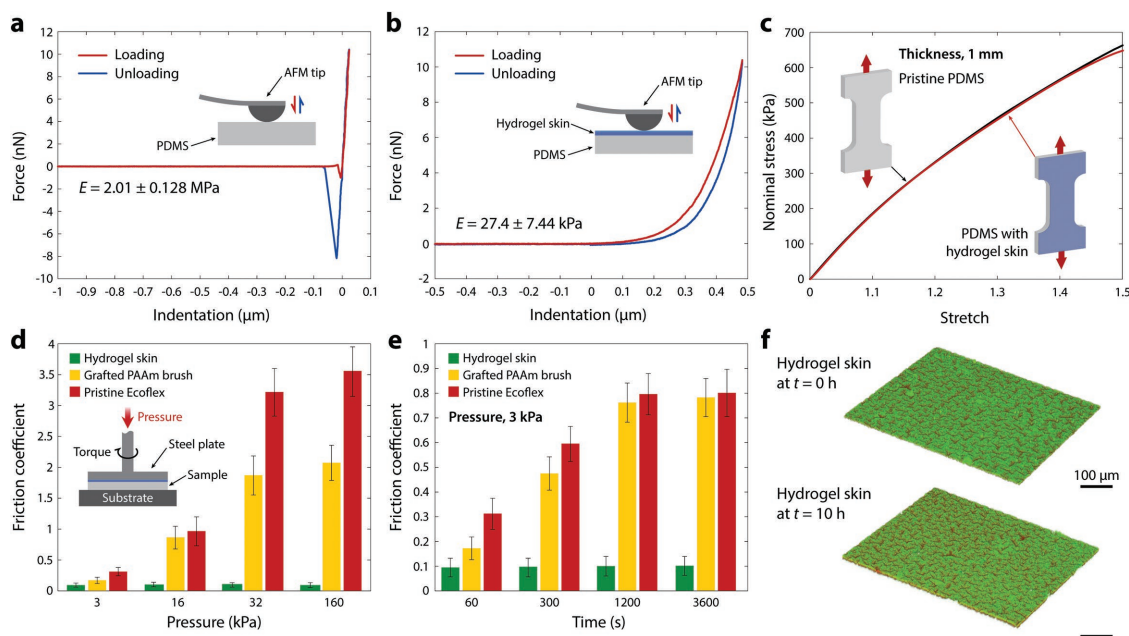 a
Force (nN)
12
10
8
6
4
2
0
-2
-4
-6
-8
-10
Loading
Unloading
AFM tip
PDMS
E = 2.01 ± 0.128 MPa
-1 -0.9 -0.8 -0.7 -0.6 -0.5 -0.4 -0.3 -0.2 -0.1 0 0.1
Indentation (μm)
b
Force (nN)
12
10
8
6
4
2
0
-2
Loading
Unloading
AFM tip
Hydrogel skin
PDMS
E = 27.4 ± 7.44 kPa
-0.5 -0.4 -0.3 -0.2 -0.1 0 0.1 0.2 0.3 0.4 0.5
Indentation (μm)
c
Nominal stress (kPa)
700
600
500
400
300
200
100
0
Thickness, 1 mm
Pristine PDMS
PDMS with
hydrogel skin
0 1.1 1.2 1.3 1.4 1.5
Stretch
d
Friction coefficient
4
3.5
3
2.5
2
1.5
1
0.5
0
Hydrogel skin
Grafted PAAm brush
Pristine Ecoflex
Pressure
Torque
Steel plate
Sample
Substrate
3 16 32 160
Pressure (kPa)
e
Friction coefficient
1
0.9
0.8
0.7
0.6
0.5
0.4
0.3
0.2
0.1
0
Hydrogel skin
Grafted PAAm brush
Pristine Ecoflex
Pressure, 3 kPa
60 300 1200 3600
Time (s)
f
Hydrogel skin
at t = 0 h
100 μm
Hydrogel skin
at t = 10 h